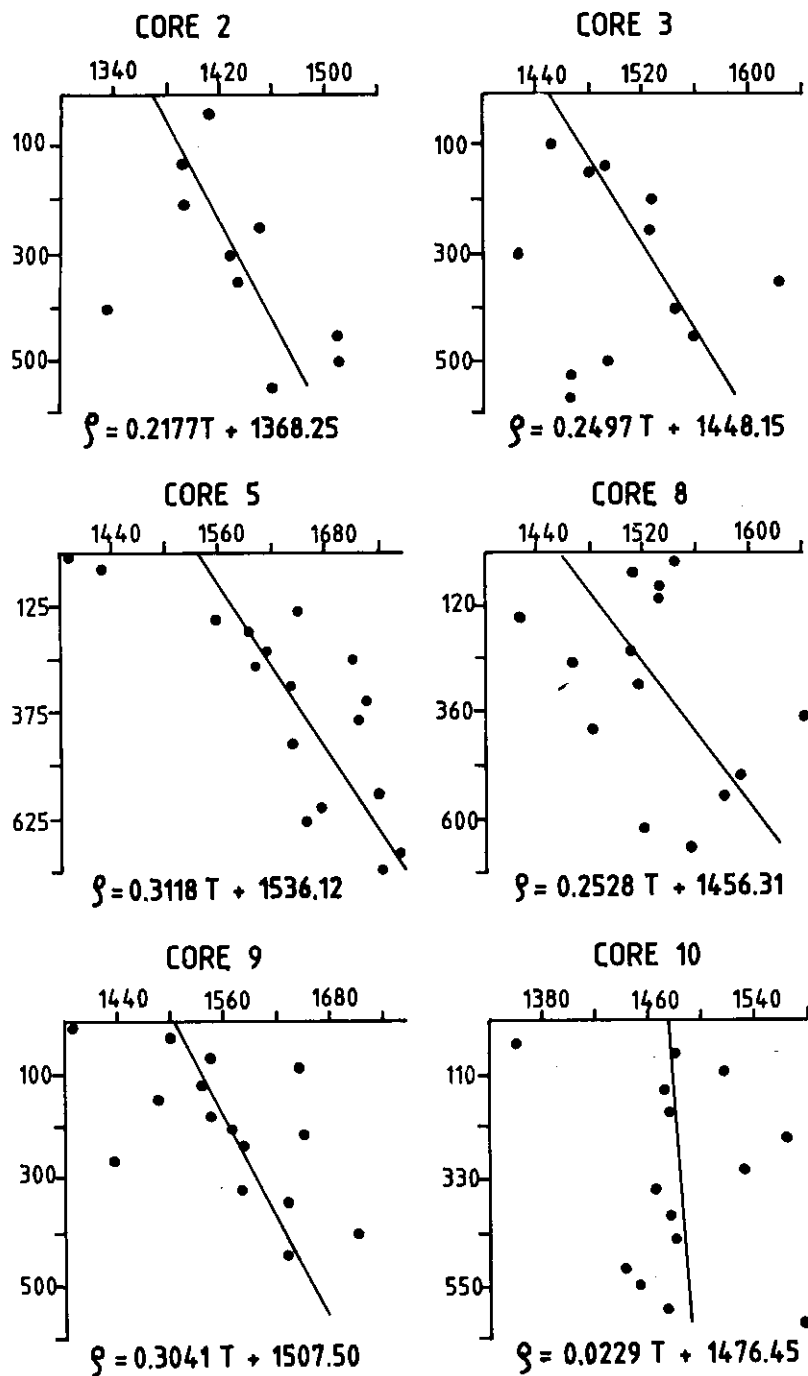 CORE 2
1340 1420 1500
100
300
500
ρ = 0.2177T + 1368.25
CORE 3
1440 1520 1600
100
300
500
ρ = 0.2497 T + 1448.15
CORE 5
1440 1560 1680
125
375
625
ρ = 0.3118 T + 1536.12
CORE 8
1440 1520 1600
120
360
600
ρ = 0.2528 T + 1456.31
CORE 9
1440 1560 1680
100
300
500
ρ = 0.3041 T + 1507.50
CORE 10
1380 1460 1540
110
330
550
ρ = 0.0229 T + 1476.45